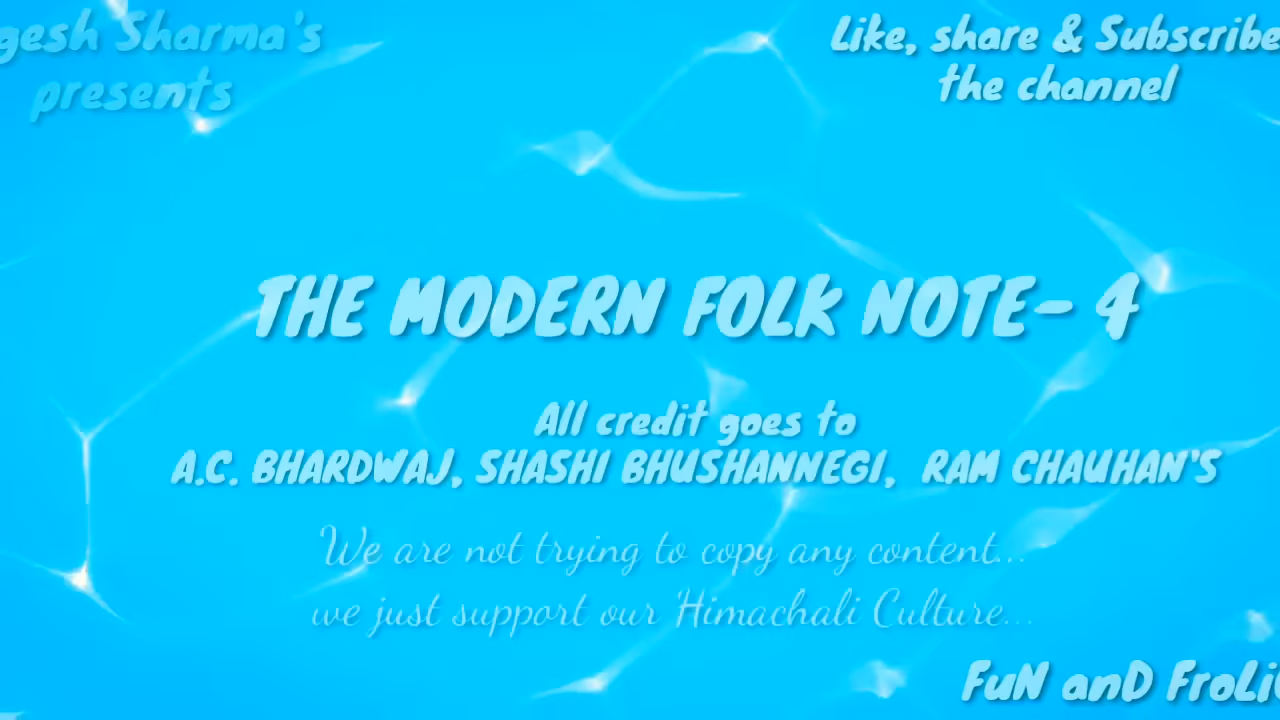 gesh Sharma's
presents
Like, share & Subscribe
the channel
THE MODERN FOLK NOTE- 4
All credit goes to
A.C. BHARDWAJ, SHASHI BHUSHANNEGI, RAM CHAUHAN'S
We are not trying to copy any content...
we just support our Himachali Culture...
FuN anD FroLi